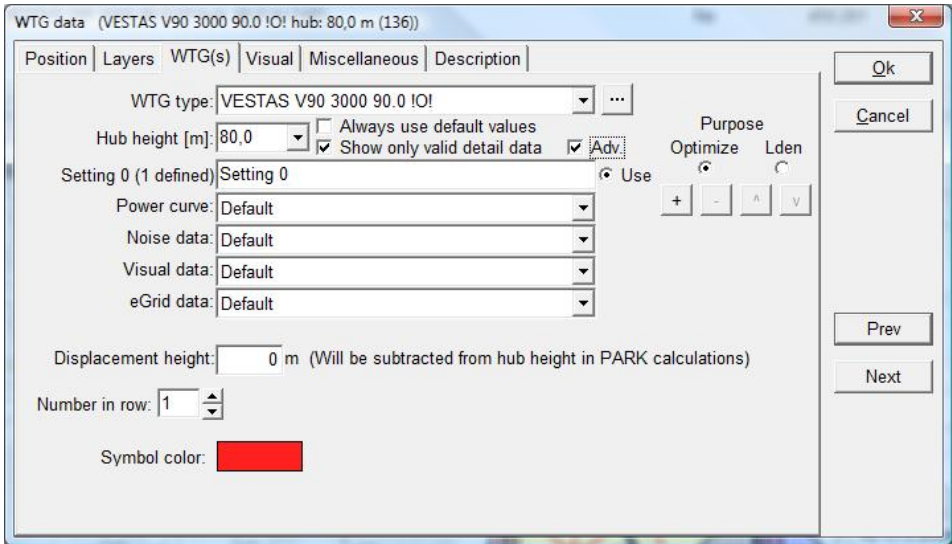 WTG data (VESTAS V90 3000 90.0 !O! hub: 80,0 m (136))
Position Layers WTG(s) Visual Miscellaneous Description
Ok
Cancel
WTG type: VESTAS V90 3000 90.0 !O! ...
Hub height [m]: 80,0
Always use default values
Show only valid detail data Adv.
Purpose
Optimize Lden
Setting 0 (1 defined) Setting 0 Use
+ - ^ v
Power curve: Default
Noise data: Default
Visual data: Default
eGrid data: Default
Prev
Next
Displacement height: 0 m (Will be subtracted from hub height in PARK calculations)
Number in row: 1
Symbol color: